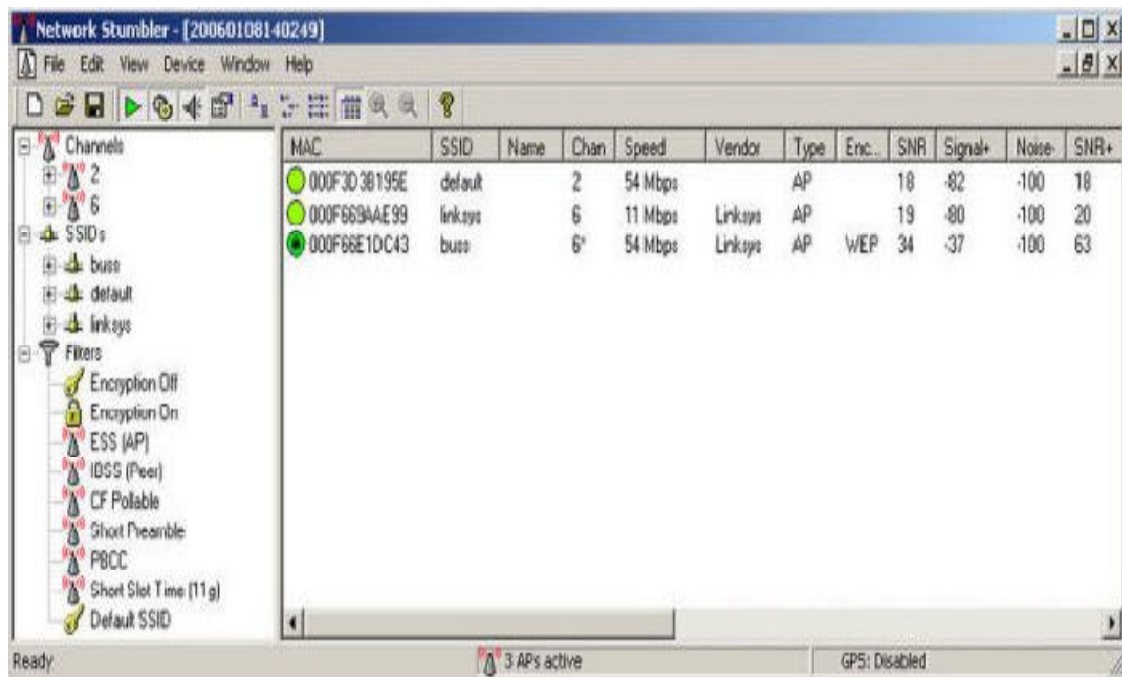 Network Stumbler - [20060108140249]
File Edit View Device Window Help
Channels
2
6
SSIDs
buss
default
linksys
Filters
Encryption Off
Encryption On
ESS (AP)
IBSS (Peer)
CF Pollable
Short Preamble
PBCC
Short Slot Time (11g)
Default SSID
MAC SSID Name Chan Speed Vendor Type Enc... SNR Signal+ Noise- SNR+
000F3D38195E default 2 54 Mbps AP 18 -82 -100 18
000F669AAE99 linksys 6 11 Mbps Linksys AP 19 -80 -100 20
000F66E1DC43 buss 6* 54 Mbps Linksys AP WEP 34 -37 -100 63
Ready
3 APs active
GPS: Disabled